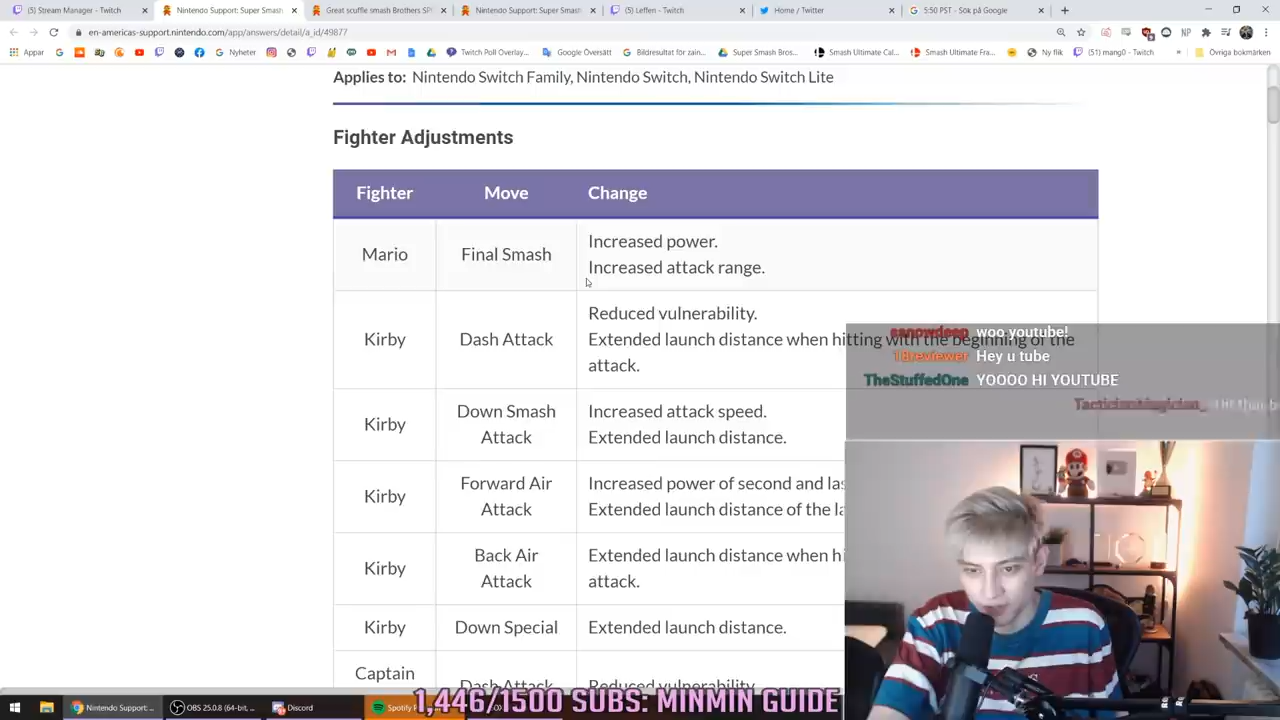 (5) Stream Manager - Twitch
Nintendo Support: Super Smash
Great scuffle smash Brothers SP
Nintendo Support: Super Smash
(5) Leffen - Twitch
Home / Twitter
5:50 PST - Sök på Google
en-americas-support.nintendo.com/app/answers/detail/a_id/49877
Appar
Nyheter
Twitch Poll Overlay...
Google Översätt
Bildresultat för zain...
Super Smash Bros...
Smash Ultimate Cal...
Smash Ultimate Fra...
Ny flik
(51) mang0 - Twitch
Övriga bokmärken
Applies to: Nintendo Switch Family, Nintendo Switch, Nintendo Switch Lite
Fighter Adjustments
Fighter Move Change
Mario Final Smash Increased power.
Increased attack range.
Kirby Dash Attack Reduced vulnerability.
Extended launch distance when hitting with the beginning of the
attack.
Kirby Down Smash Attack Increased attack speed.
Extended launch distance.
Kirby Forward Air Attack Increased power of second and las
Extended launch distance of the la
Kirby Back Air Attack Extended launch distance when hi
attack.
Kirby Down Special Extended launch distance.
Captain Dash Attack Reduced vulnerability.
woo youtube!
18reviewer Hey u tube
TheStuffedOne YOOOO HI YOUTUBE
Nintendo Support:...
OBS 25.0.8 (64-bit, ...
Discord
Spotify P
1,446/1500 SUBS: MINMIN GUIDE